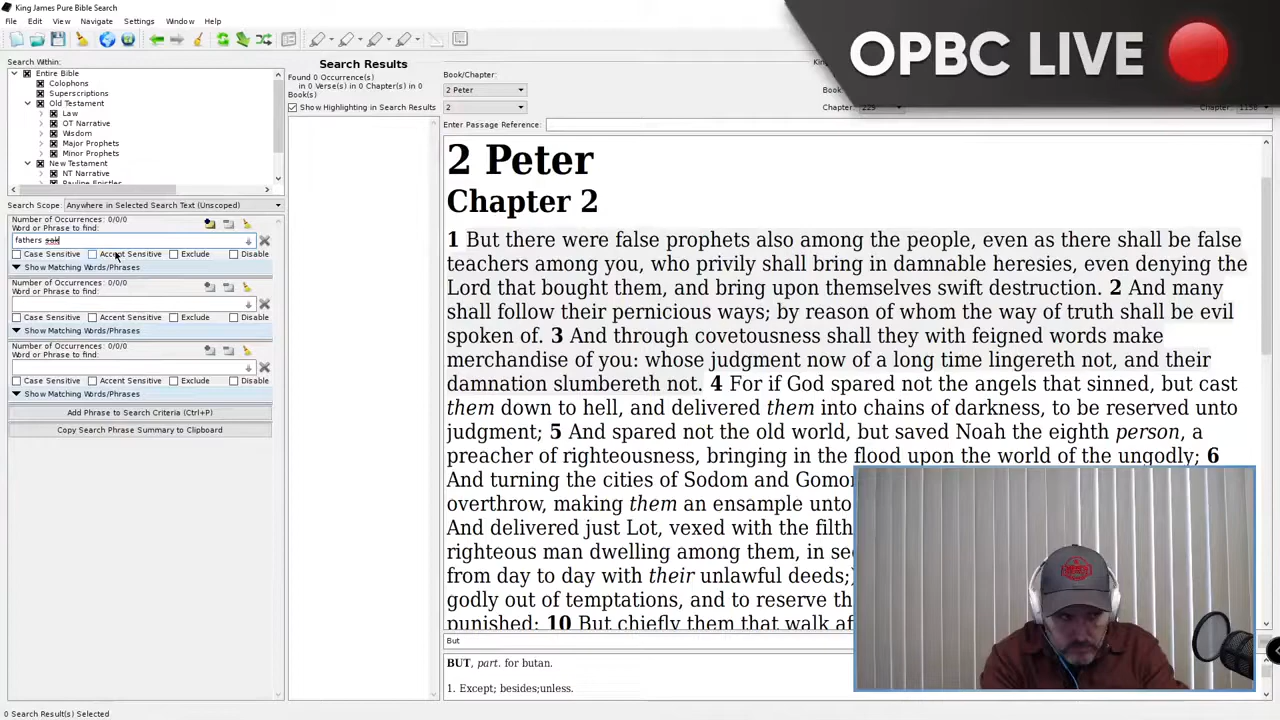 King James Pure Bible Search
File Edit View Navigate Settings Window Help
OPBC LIVE
Search Within:
Entire Bible
Colophons
Superscriptions
Old Testament
Law
OT Narrative
Wisdom
Major Prophets
Minor Prophets
New Testament
NT Narrative
Pauline Epistles
Search Scope: Anywhere in Selected Search Text (Unscoped)
Number of Occurrences: 0/0/0
Word or Phrase to find:
fathers sak
Case Sensitive Accent Sensitive Exclude Disable
Show Matching Words/Phrases
Number of Occurrences: 0/0/0
Word or Phrase to find:
Case Sensitive Accent Sensitive Exclude Disable
Show Matching Words/Phrases
Number of Occurrences: 0/0/0
Word or Phrase to find:
Case Sensitive Accent Sensitive Exclude Disable
Show Matching Words/Phrases
Add Phrase to Search Criteria (Ctrl+P)
Copy Search Phrase Summary to Clipboard
Search Results
Found 0 Occurrence(s)
in 0 Verse(s) in 0 Chapter(s) in 0
Book(s)
Show Highlighting in Search Results
Book/Chapter:
2 Peter
2
Chapter:
Enter Passage Reference:
2 Peter
Chapter 2
1 But there were false prophets also among the people, even as there shall be false
teachers among you, who privily shall bring in damnable heresies, even denying the
Lord that bought them, and bring upon themselves swift destruction. 2 And many
shall follow their pernicious ways; by reason of whom the way of truth shall be evil
spoken of. 3 And through covetousness shall they with feigned words make
merchandise of you: whose judgment now of a long time lingereth not, and their
damnation slumbereth not. 4 For if God spared not the angels that sinned, but cast
them down to hell, and delivered them into chains of darkness, to be reserved unto
judgment; 5 And spared not the old world, but saved Noah the eighth person, a
preacher of righteousness, bringing in the flood upon the world of the ungodly; 6
And turning the cities of Sodom and Gomor
overthrow, making them an ensample unto
And delivered just Lot, vexed with the filth
righteous man dwelling among them, in see
from day to day with their unlawful deeds;)
godly out of temptations, and to reserve th
punished: 10 But chiefly them that walk af
But
BUT, part. for butan.
1. Except; besides;unless.
0 Search Result(s) Selected